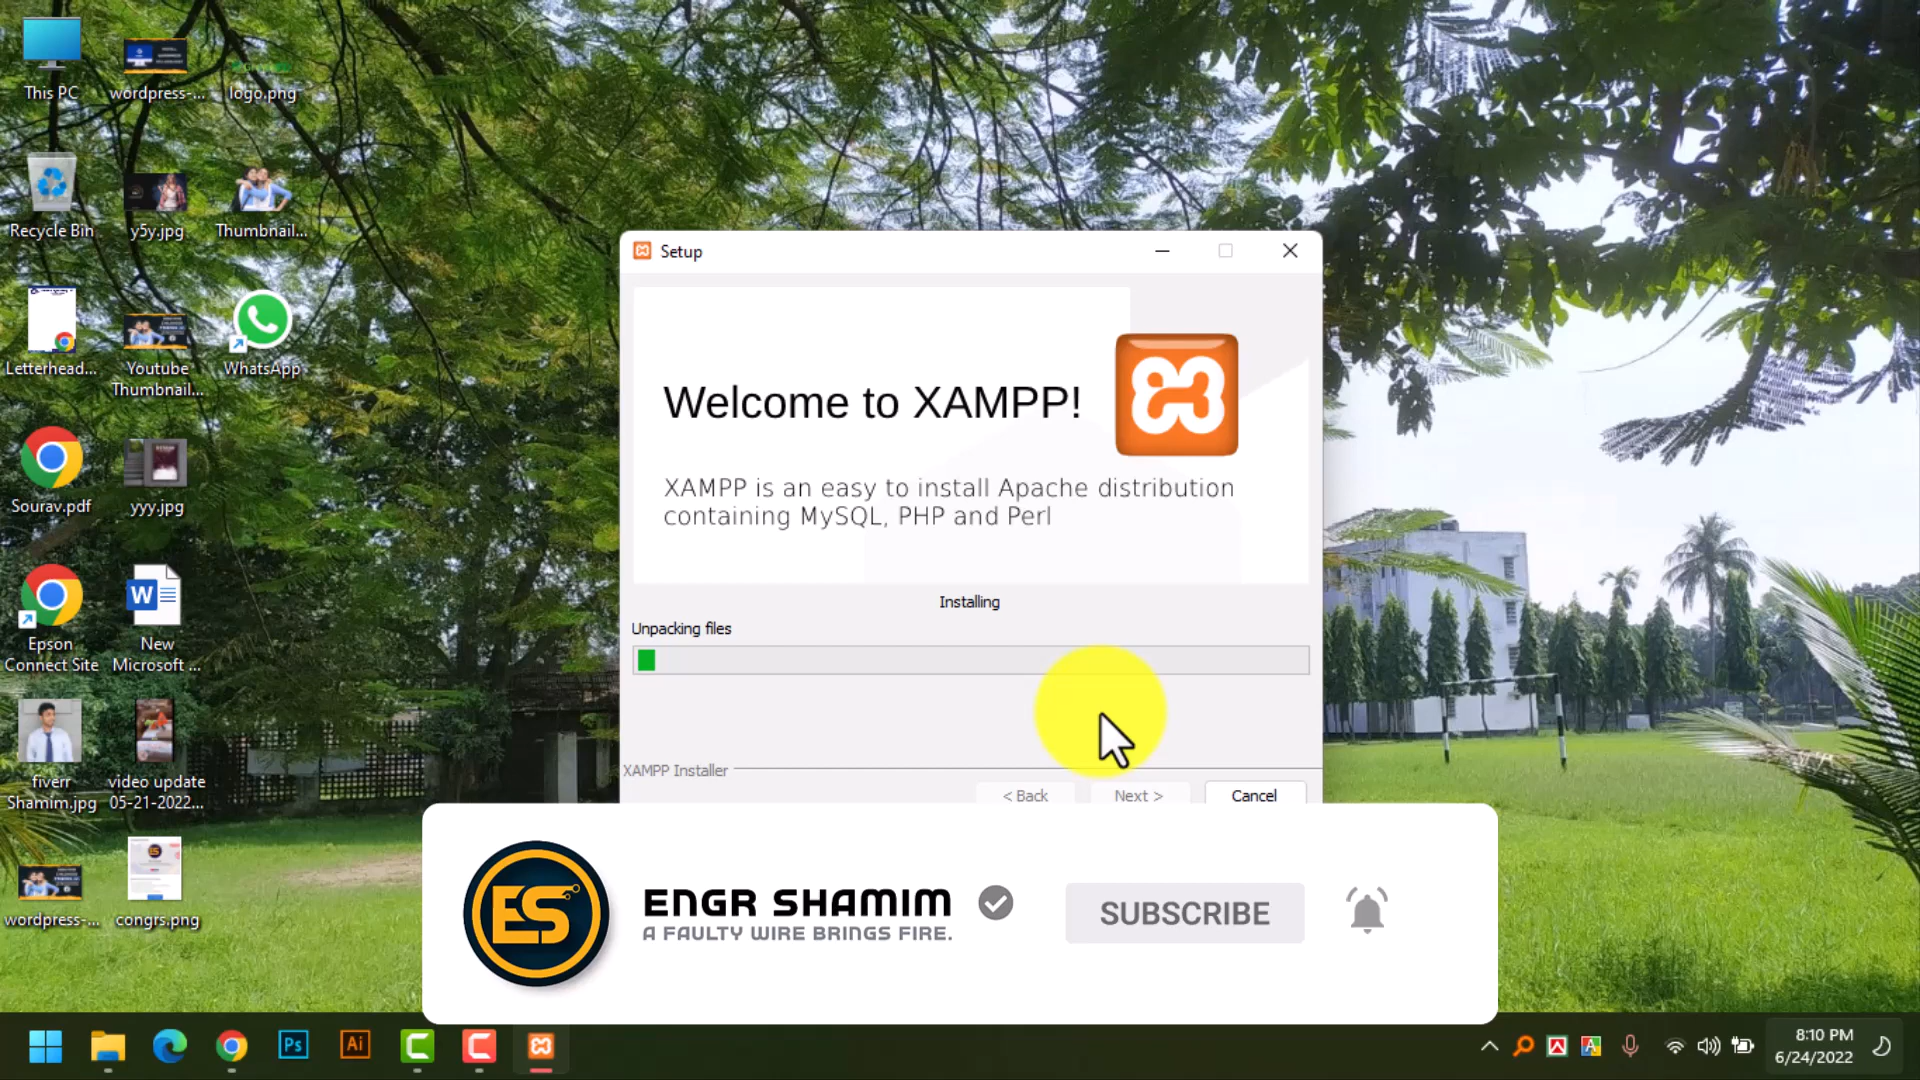 This PC
wordpress-...
logo.png
Recycle Bin
y5y.jpg
Thumbnail...
Letterhead...
Youtube
Thumbnail...
WhatsApp
Sourav.pdf
yyy.jpg
Epson
Connect Site
New
Microsoft ...
fiverr
Shamim.jpg
video update
05-21-2022...
wordpress-...
congrs.png
Setup
Welcome to XAMPP!
XAMPP is an easy to install Apache distribution
containing MySQL, PHP and Perl
Installing
Unpacking files
XAMPP Installer
< Back
Next >
Cancel
ES
ENGR SHAMIM
A FAULTY WIRE BRINGS FIRE.
SUBSCRIBE
Ps
Ai
8:10 PM
6/24/2022